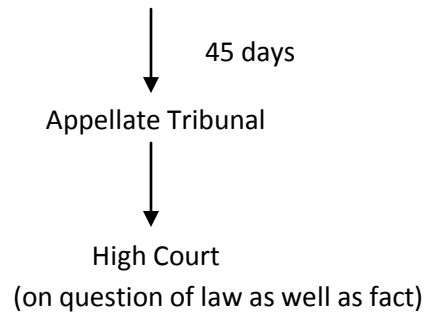 45 days
Appellate Tribunal
High Court
(on question of law as well as fact)